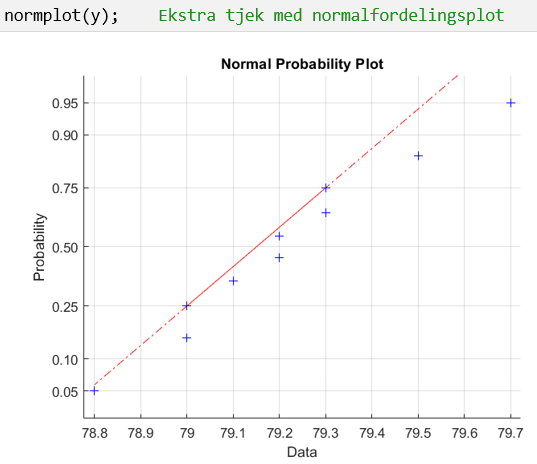 normplot(y);    Ekstra tjek med normalfordelingsplot
Normal Probability Plot
0.95
0.90
0.75
0.50
0.25
0.10
0.05
Probability
78.8 78.9 79 79.1 79.2 79.3 79.4 79.5 79.6 79.7
Data